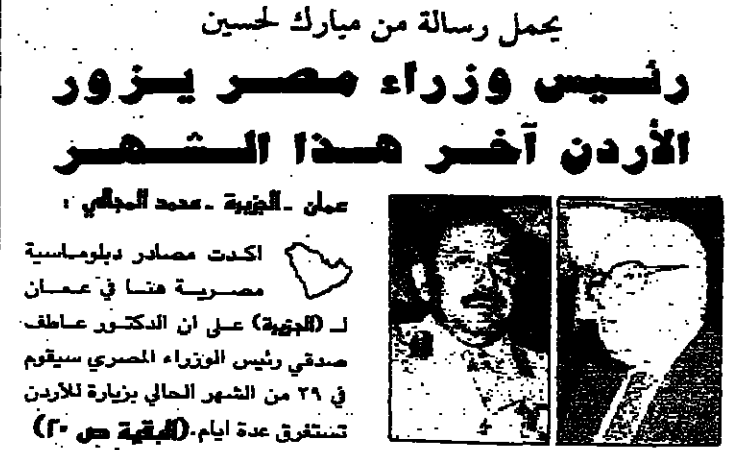 يحمل رسالة من مبارك لحسين
رئيس وزراء مصر يزور
الأردن آخر هذا الشهر
عمان - الجزيرة - محمد المجالي :
اكدت مصادر دبلوماسية
مصرية هنا في عمان
لـ (الجزيرة) على ان الدكتور عاطف
صدقي رئيس الوزراء المصري سيقوم
في ٢٩ من الشهر الحالي بزيارة للأردن
تستغرق عدة ايام. (البقية ص ٢٠)